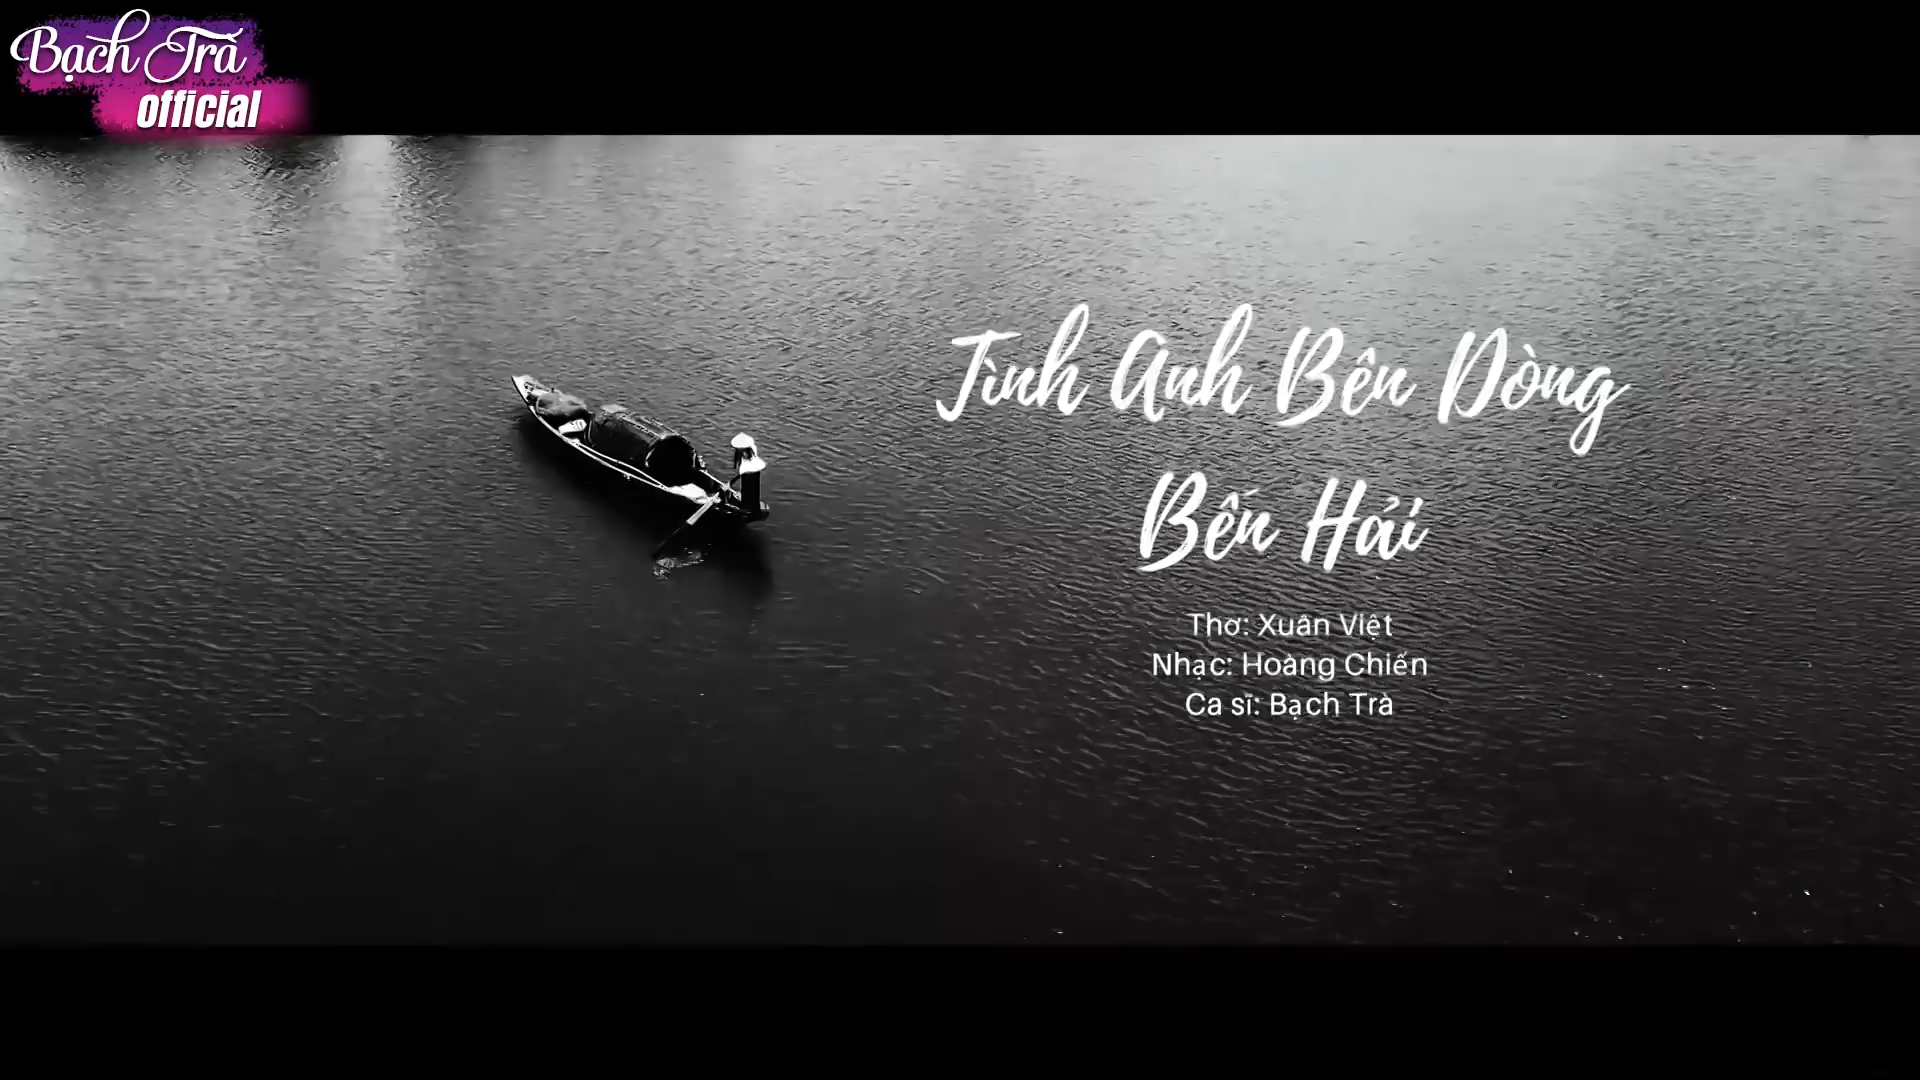 Bạch Trà
official
Tình Anh Bên Dòng
Bến Hải
Thơ: Xuân Việt
Nhạc: Hoàng Chiến
Ca sĩ: Bạch Trà